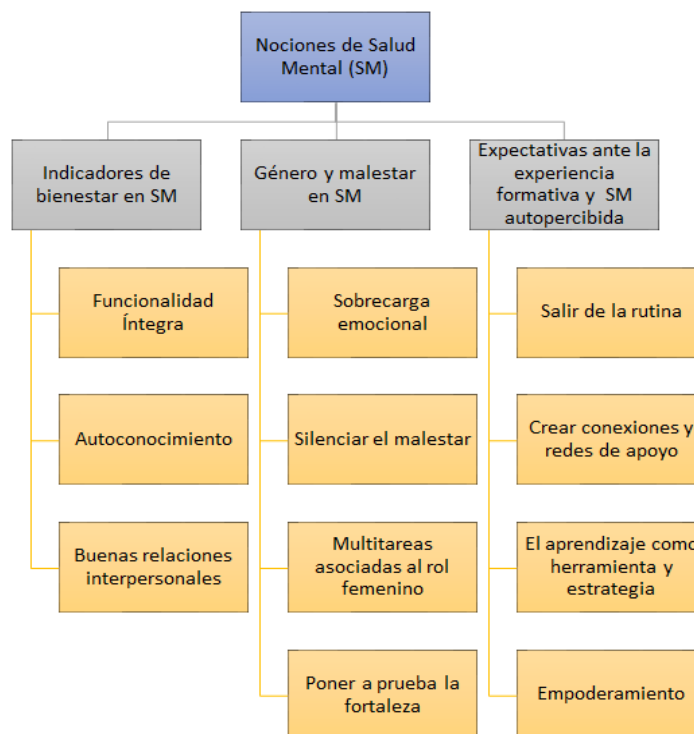 Nociones de Salud
Mental (SM)
Indicadores de
bienestar en SM
Género y malestar
en SM
Expectativas ante la
experiencia
formativa y SM
autopercibida
Funcionalidad
Íntegra
Autoconocimiento
Buenas relaciones
interpersonales
Sobrecarga
emocional
Silenciar el malestar
Multitareas
asociadas al rol
femenino
Poner a prueba la
fortaleza
Salir de la rutina
Crear conexiones y
redes de apoyo
El aprendizaje como
herramienta y
estrategia
Empoderamiento